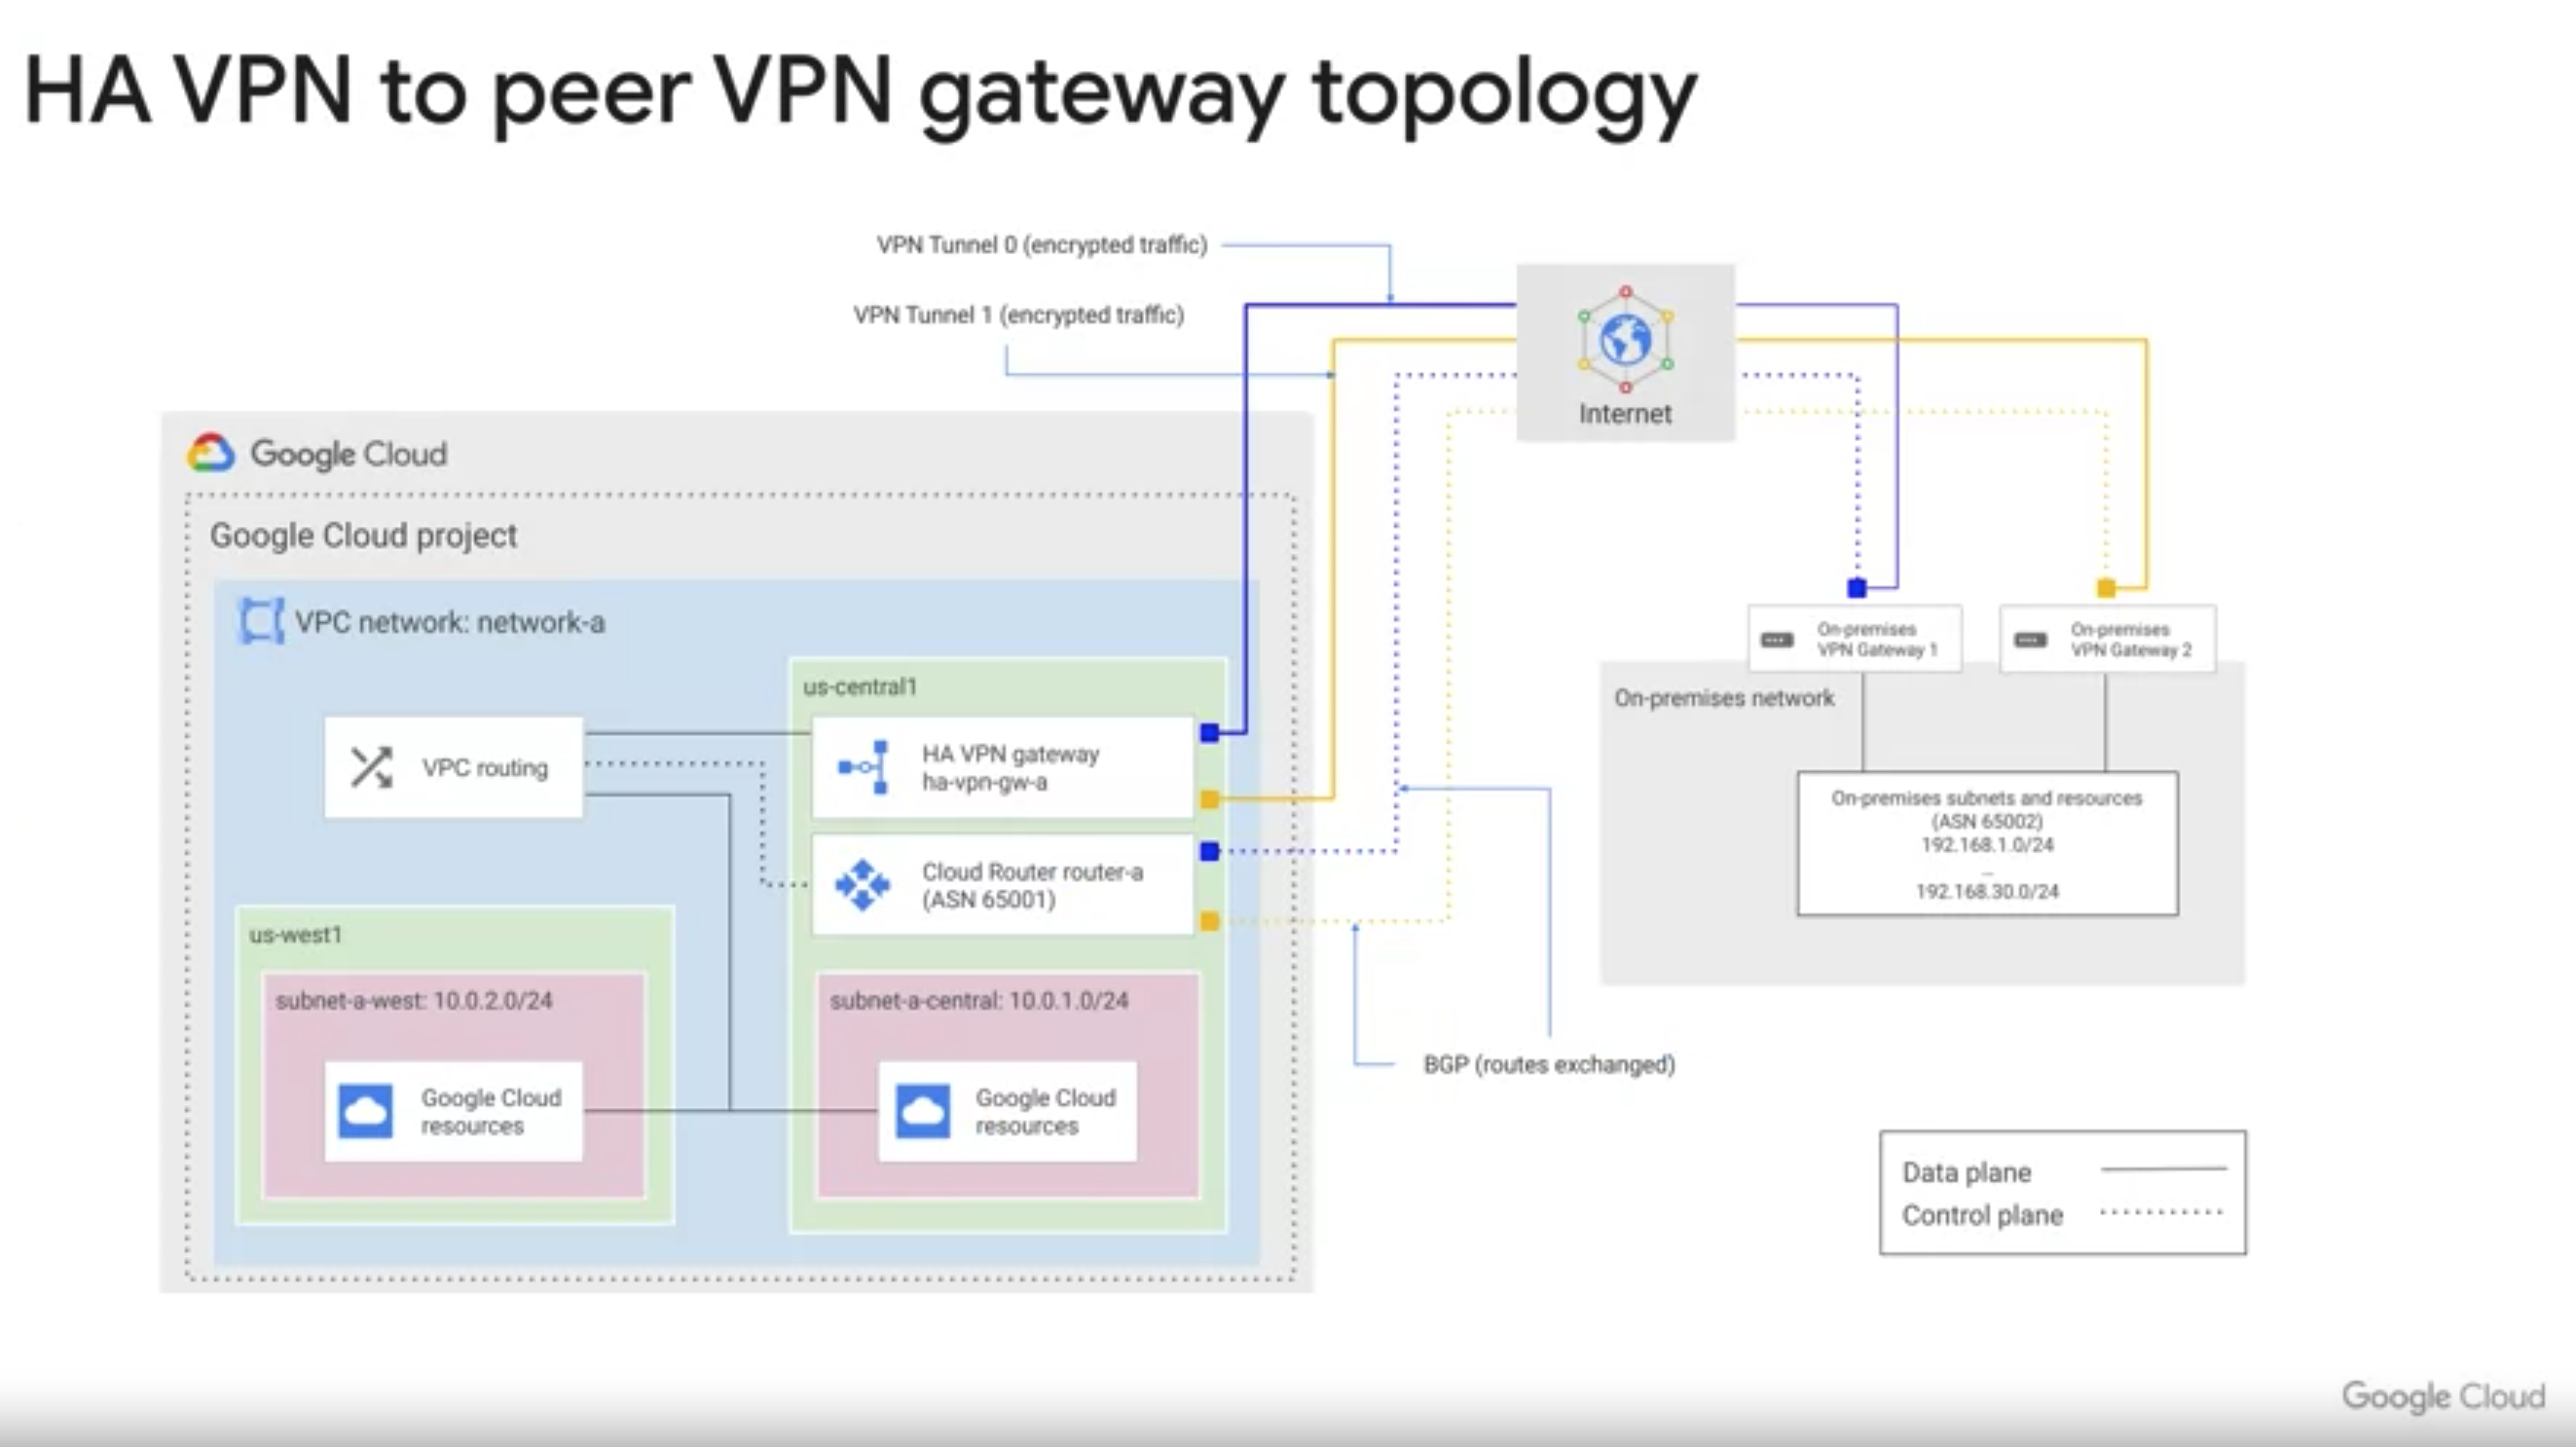 HA VPN to peer VPN gateway topology
VPN Tunnel 0 (encrypted traffic)
VPN Tunnel 1 (encrypted traffic)
Internet
Google Cloud
Google Cloud project
VPC network: network-a
us-central1
VPC routing
HA VPN gateway
ha-vpn-gw-a
Cloud Router router-a
(ASN 65001)
us-west1
subnet-a-west: 10.0.2.0/24
Google Cloud
resources
subnet-a-central: 10.0.1.0/24
Google Cloud
resources
On-premises
VPN Gateway 1
On-premises
VPN Gateway 2
On-premises network
On-premises subnets and resources
(ASN 65002)
192.168.1.0/24
...
192.168.30.0/24
BGP (routes exchanged)
Data plane
Control plane
Google Cloud